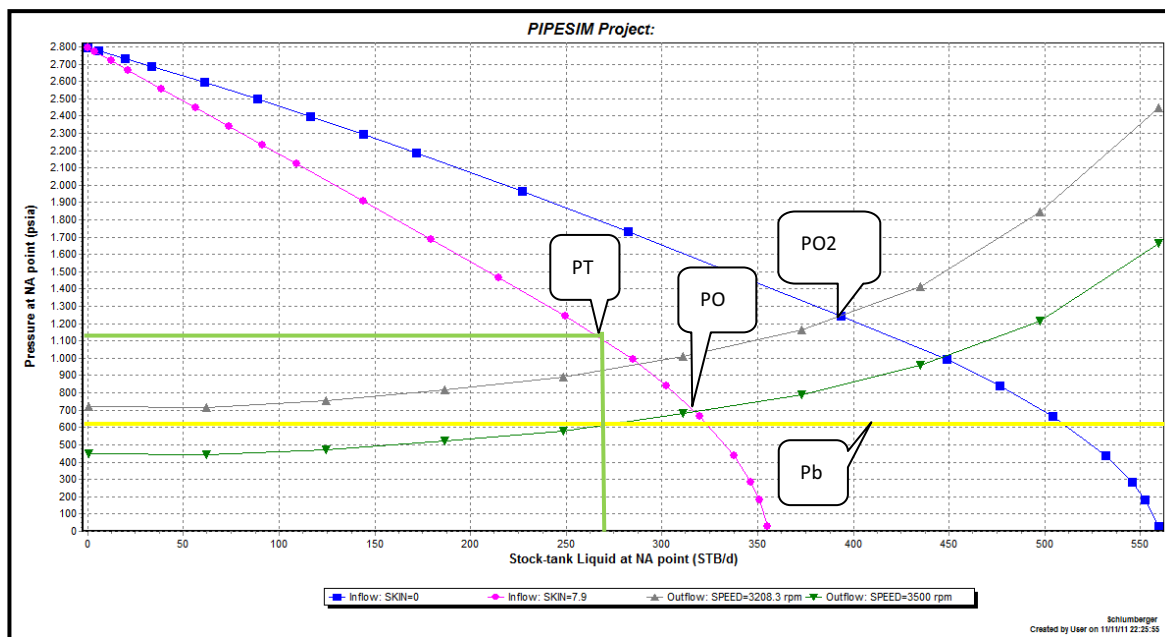 PIPESIM Project:
Pressure at NA point (psia)
2.800
2.700
2.600
2.500
2.400
2.300
2.200
2.100
2.000
1.900
1.800
1.700
1.600
1.500
1.400
1.300
1.200
1.100
1.000
900
800
700
600
500
400
300
200
100
0
PT
PO
PO2
Pb
0 50 100 150 200 250 300 350 400 450 500 550
Stock-tank Liquid at NA point (STB/d)
Inflow: SKIN=0 Inflow: SKIN=7.9 Outflow: SPEED=3208.3 rpm Outflow: SPEED=3500 rpm
Schlumberger
Created by User on 11/11/11 22:25:55